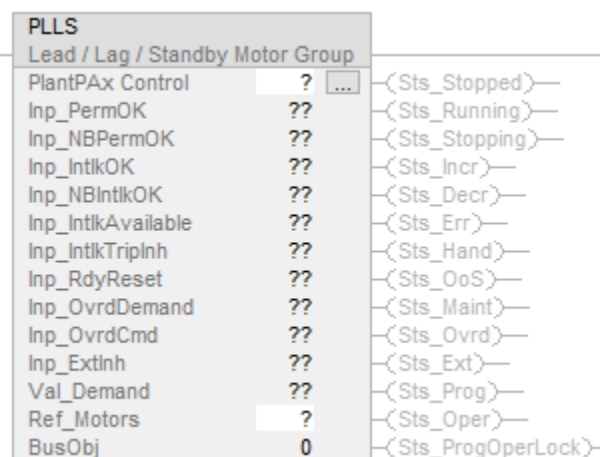 PLLS
Lead / Lag / Standby Motor Group
PlantPAx Control ? ... (Sts_Stopped)
Inp_PermOK ?? (Sts_Running)
Inp_NBPermOK ?? (Sts_Stopping)
Inp_IntlkOK ?? (Sts_Incr)
Inp_NBIntlkOK ?? (Sts_Decr)
Inp_IntlkAvailable ?? (Sts_Err)
Inp_IntlkTripInh ?? (Sts_Hand)
Inp_RdyReset ?? (Sts_OoS)
Inp_OvrdDemand ?? (Sts_Maint)
Inp_OvrdCmd ?? (Sts_Ovrd)
Inp_ExtInh ?? (Sts_Ext)
Val_Demand ?? (Sts_Prog)
Ref_Motors ? (Sts_Oper)
BusObj 0 (Sts_ProgOperLock)